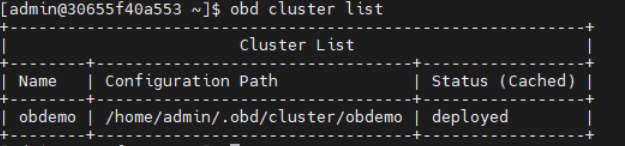 [admin@30655f40a553 ~]$ obd cluster list
+------------------------------------------------------------+
|                        Cluster List                        |
+--------+---------------------------------+-----------------+
| Name   | Configuration Path              | Status (Cached) |
+--------+---------------------------------+-----------------+
| obdemo | /home/admin/.obd/cluster/obdemo | deployed        |
+--------+---------------------------------+-----------------+